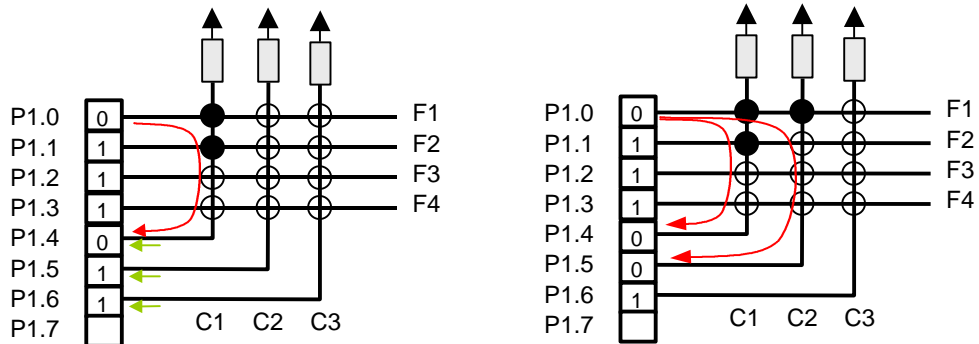 P1.0 0 F1
P1.1 1 F2
P1.2 1 F3
P1.3 1 F4
P1.4 0
P1.5 1
P1.6 1
P1.7 C1 C2 C3
P1.0 0 F1
P1.1 1 F2
P1.2 1 F3
P1.3 1 F4
P1.4 0
P1.5 0
P1.6 1
P1.7 C1 C2 C3